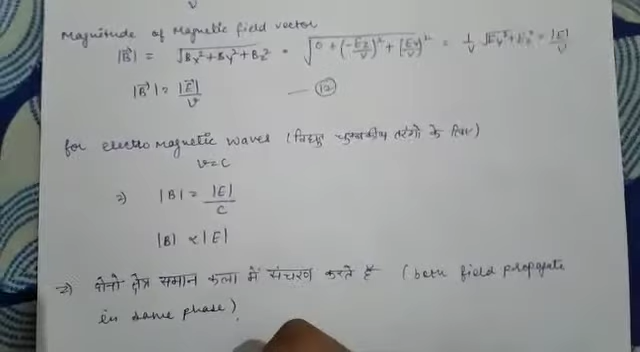 Magnitude of Magnetic field vector
|B⃗| = √Bx²+By²+Bz² = √0+(-Ez/v)²+(Ey/v)² = 1/v √Ey²+Ez² = |E|/v
|B⃗| = |E⃗|/v — (12)
for electromagnetic waves (विद्युत चुम्बकीय तरंगो के लिए)
v=c
⇒) |B| = |E|/c
|B| ∝ |E|
⇒) दोनो क्षेत्र समान कला में संचरण करते है (both field propogate
in same phase)